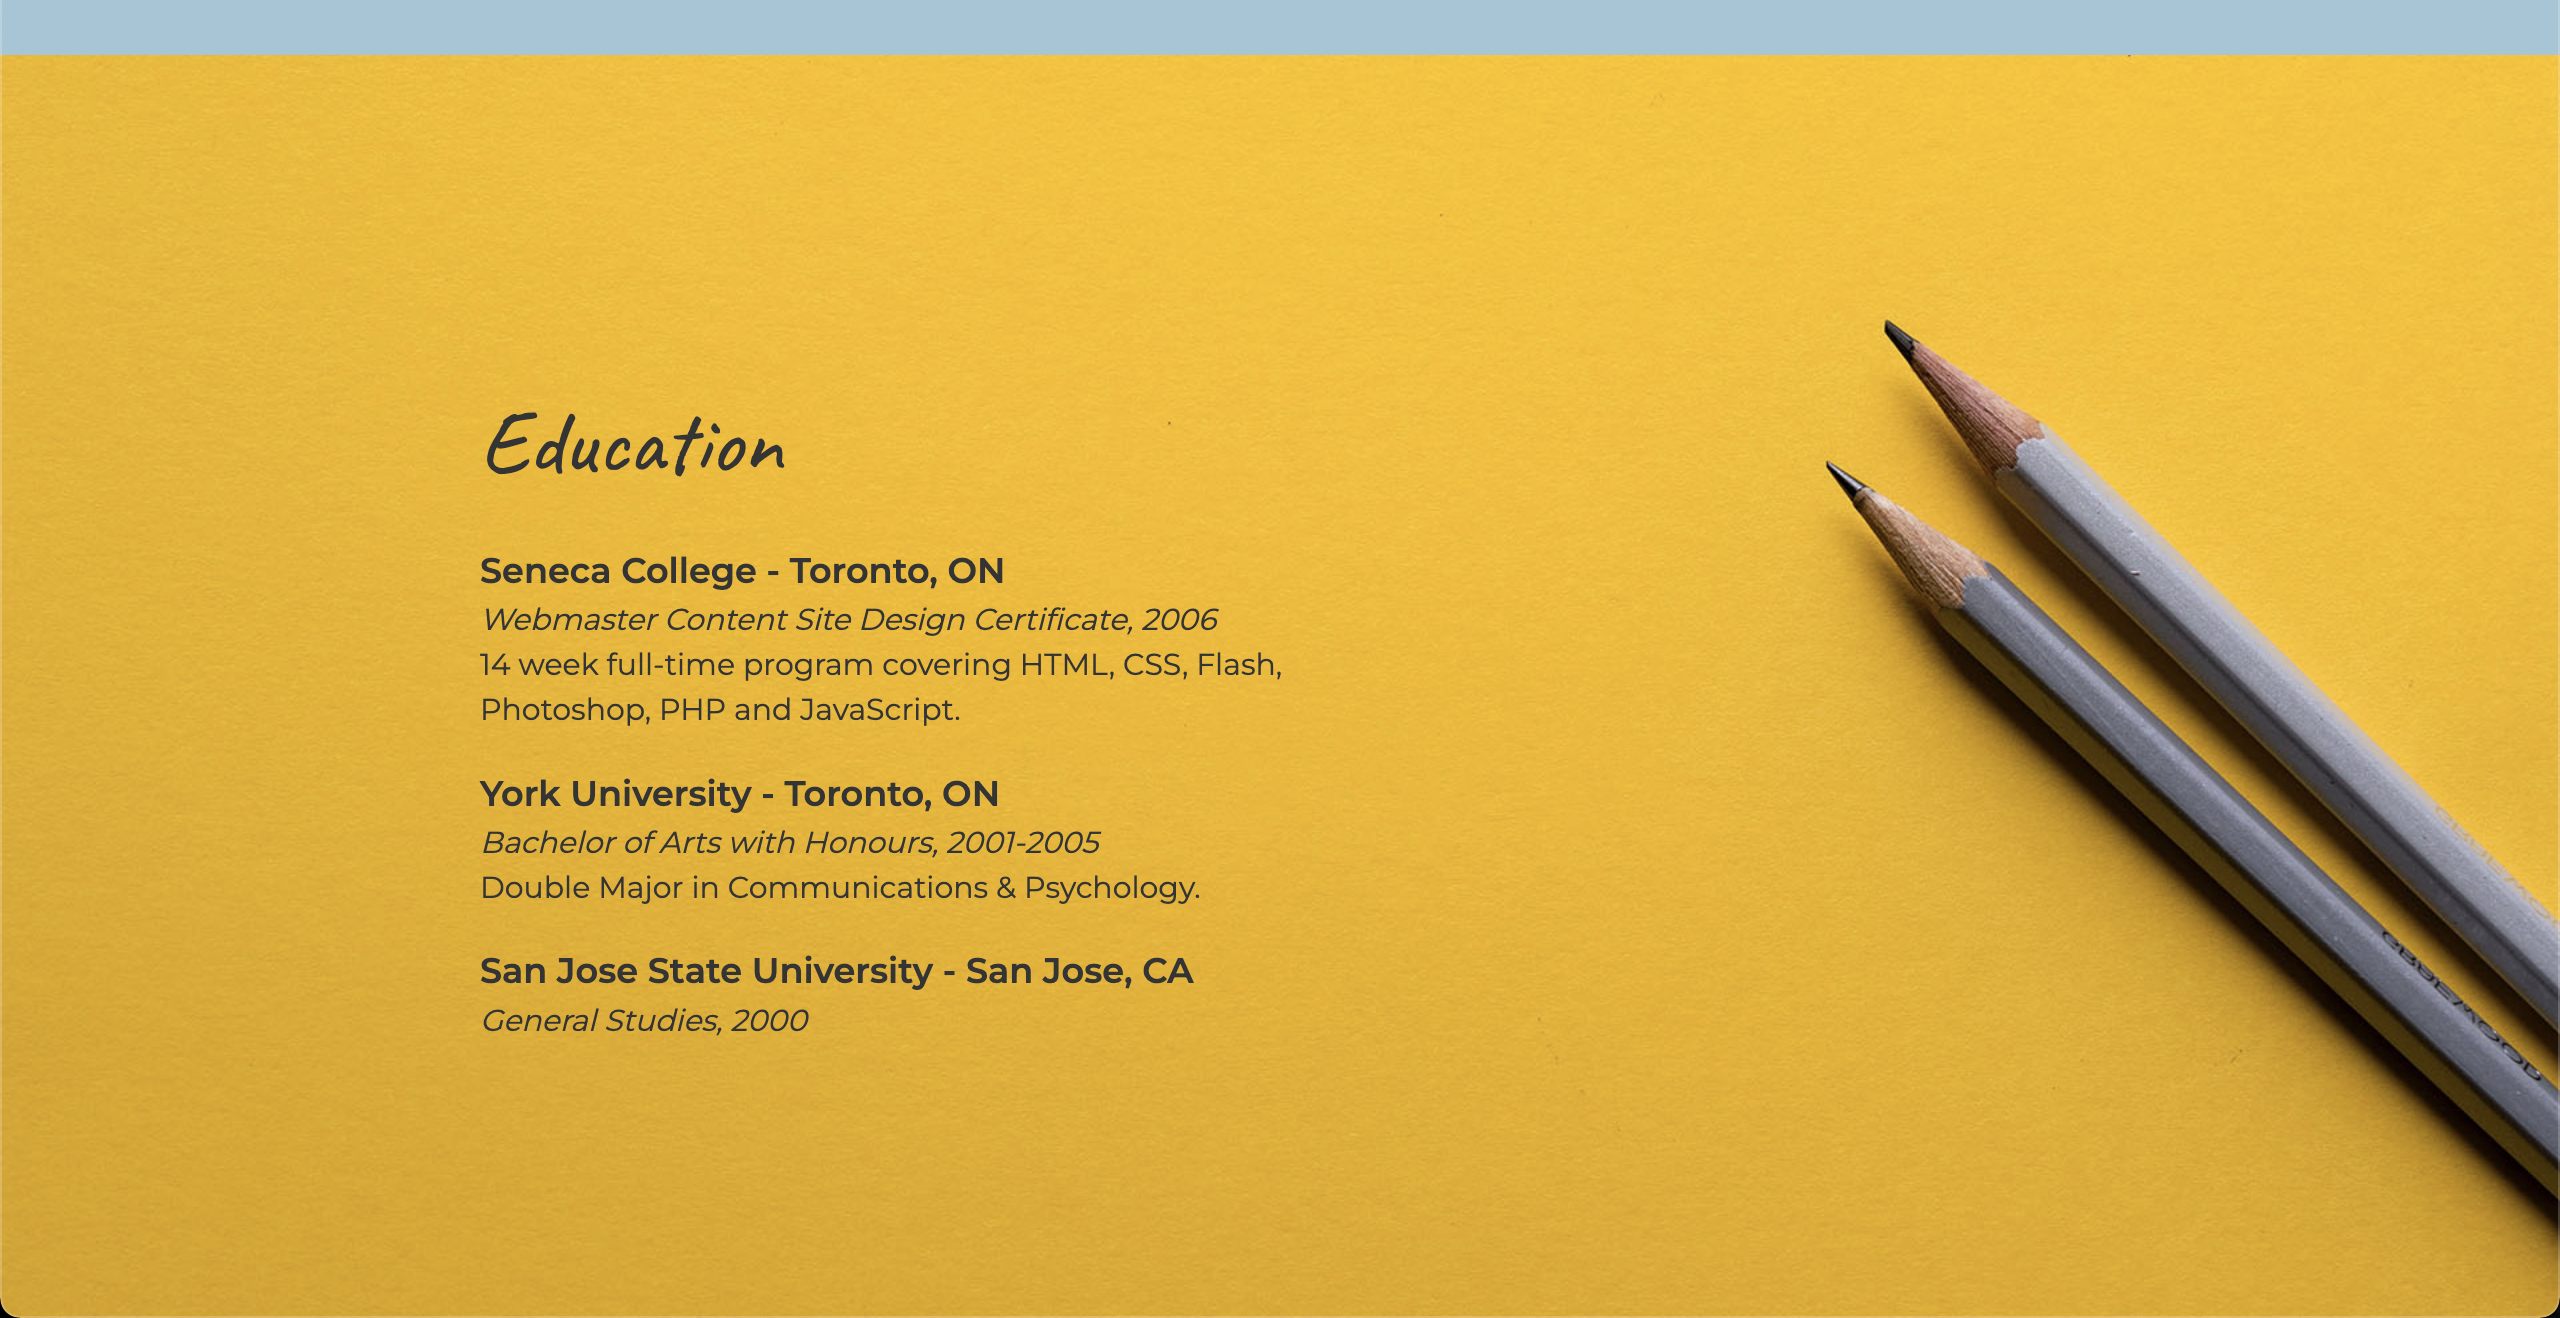 Education
Seneca College - Toronto, ON
Webmaster Content Site Design Certificate, 2006
14 week full-time program covering HTML, CSS, Flash,
Photoshop, PHP and JavaScript.
York University - Toronto, ON
Bachelor of Arts with Honours, 2001-2005
Double Major in Communications & Psychology.
San Jose State University - San Jose, CA
General Studies, 2000